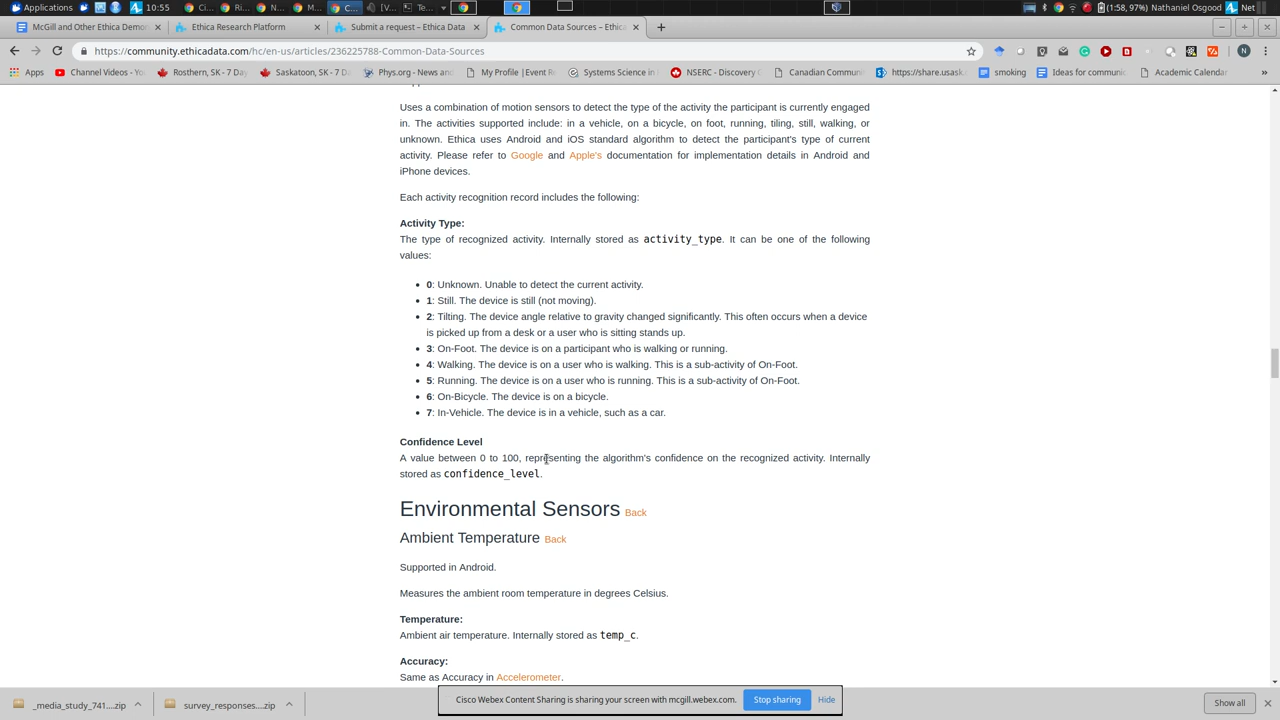 Applications
Ci...
Ri...
N...
M...
C...
[V...
Te...
10:55
(1:58, 97%)
Nathaniel Osgood
Net
McGill and Other Ethica Demo
Ethica Research Platform
Submit a request – Ethica Data
Common Data Sources – Ethica
https://community.ethicadata.com/hc/en-us/articles/236225788-Common-Data-Sources
Apps
Channel Videos - Yo
Rosthern, SK - 7 Day
Saskatoon, SK - 7 D
Phys.org - News an
My Profile | Event R
Systems Science in
NSERC - Discovery
Canadian Commun
https://share.usask.
smoking
Ideas for communic
Academic Calendar
»
Uses a combination of motion sensors to detect the type of the activity the participant is currently engaged
in. The activities supported include: in a vehicle, on a bicycle, on foot, running, tiling, still, walking, or
unknown. Ethica uses Android and iOS standard algorithm to detect the participant's type of current
activity. Please refer to Google and Apple's documentation for implementation details in Android and
iPhone devices.
Each activity recognition record includes the following:
Activity Type:
The type of recognized activity. Internally stored as activity_type. It can be one of the following
values:
• 0: Unknown. Unable to detect the current activity.
• 1: Still. The device is still (not moving).
• 2: Tilting. The device angle relative to gravity changed significantly. This often occurs when a device
is picked up from a desk or a user who is sitting stands up.
• 3: On-Foot. The device is on a participant who is walking or running.
• 4: Walking. The device is on a user who is walking. This is a sub-activity of On-Foot.
• 5: Running. The device is on a user who is running. This is a sub-activity of On-Foot.
• 6: On-Bicycle. The device is on a bicycle.
• 7: In-Vehicle. The device is in a vehicle, such as a car.
Confidence Level
A value between 0 to 100, representing the algorithm's confidence on the recognized activity. Internally
stored as confidence_level.
Environmental Sensors Back
Ambient Temperature Back
Supported in Android.
Measures the ambient room temperature in degrees Celsius.
Temperature:
Ambient air temperature. Internally stored as temp_c.
Accuracy:
Same as Accuracy in Accelerometer.
Cisco Webex Content Sharing is sharing your screen with mcgill.webex.com.
Stop sharing
Hide
_media_study_741....zip
survey_responses...zip
Show all